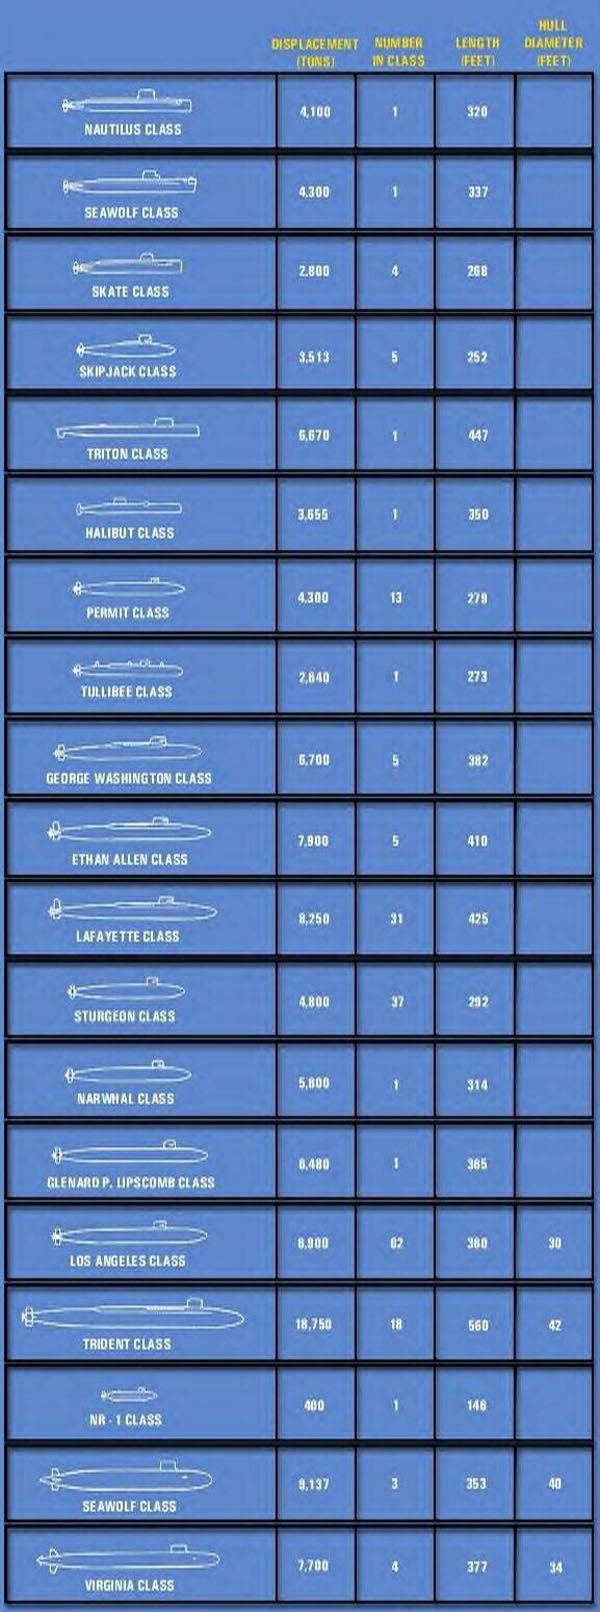 HULL
DISPLACEMENT NUMBER LENGTH DIAMETER
(TONS) IN CLASS (FEET) (FEET)
4,100 1 320
NAUTILUS CLASS
4,300 1 337
SEAWOLF CLASS
2,800 4 268
SKATE CLASS
3,513 5 252
SKIPJACK CLASS
6,670 1 447
TRITON CLASS
3,655 1 350
HALIBUT CLASS
4,300 13 279
PERMIT CLASS
2,640 1 273
TULLIBEE CLASS
6,700 5 382
GEORGE WASHINGTON CLASS
7,900 5 410
ETHAN ALLEN CLASS
8,250 31 425
LAFAYETTE CLASS
4,800 37 292
STURGEON CLASS
5,800 1 314
NARWHAL CLASS
6,480 1 365
GLENARD P. LIPSCOMB CLASS
6,900 62 360 30
LOS ANGELES CLASS
18,750 18 560 42
TRIDENT CLASS
400 1 146
NR - 1 CLASS
9,137 3 353 40
SEAWOLF CLASS
7,700 4 377 34
VIRGINIA CLASS